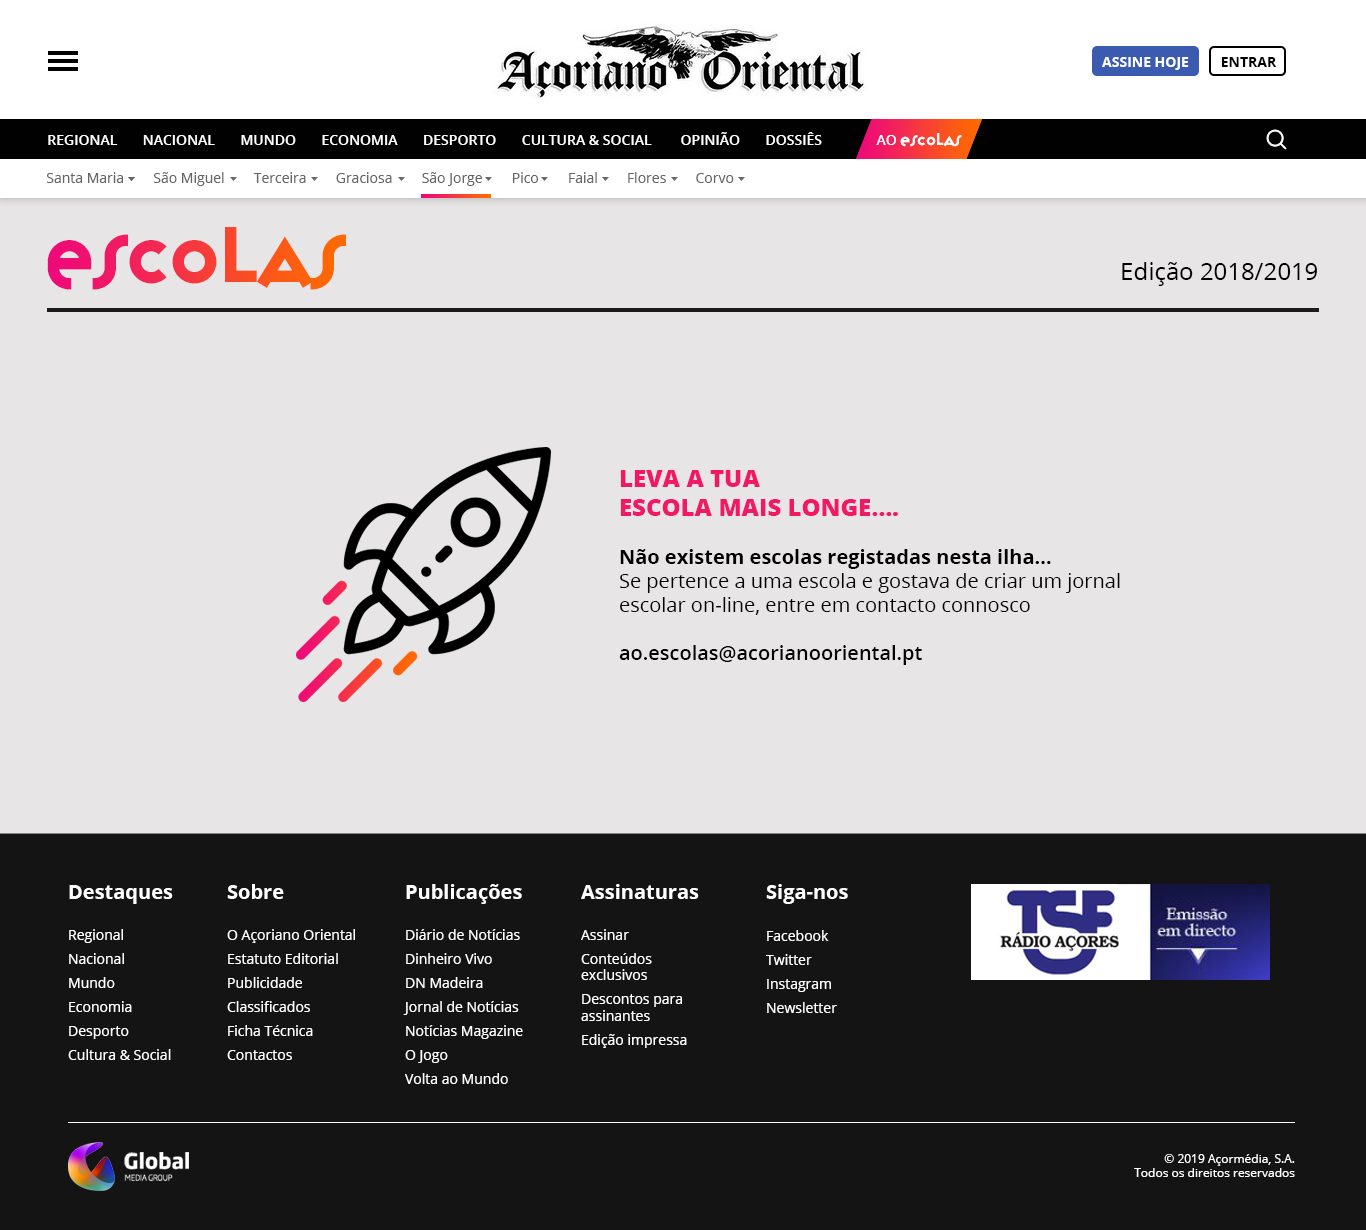 Açoriano Oriental
ASSINE HOJE ENTRAR
REGIONAL NACIONAL MUNDO ECONOMIA DESPORTO CULTURA & SOCIAL OPINIÃO DOSSIÊS AO escoLAS
Santa Maria São Miguel Terceira Graciosa São Jorge Pico Faial Flores Corvo
escoLAS
Edição 2018/2019
LEVA A TUA
ESCOLA MAIS LONGE....
Não existem escolas registadas nesta ilha...
Se pertence a uma escola e gostava de criar um jornal
escolar on-line, entre em contacto connosco
ao.escolas@acorianooriental.pt
Destaques
Regional
Nacional
Mundo
Economia
Desporto
Cultura & Social
Sobre
O Açoriano Oriental
Estatuto Editorial
Publicidade
Classificados
Ficha Técnica
Contactos
Publicações
Diário de Notícias
Dinheiro Vivo
DN Madeira
Jornal de Notícias
Notícias Magazine
O Jogo
Volta ao Mundo
Assinaturas
Assinar
Conteúdos
exclusivos
Descontos para
assinantes
Edição impressa
Siga-nos
Facebook
Twitter
Instagram
Newsletter
TSF
RÁDIO AÇORES
Emissão
em directo
Global
MEDIA GROUP
© 2019 Açormédia, S.A.
Todos os direitos reservados